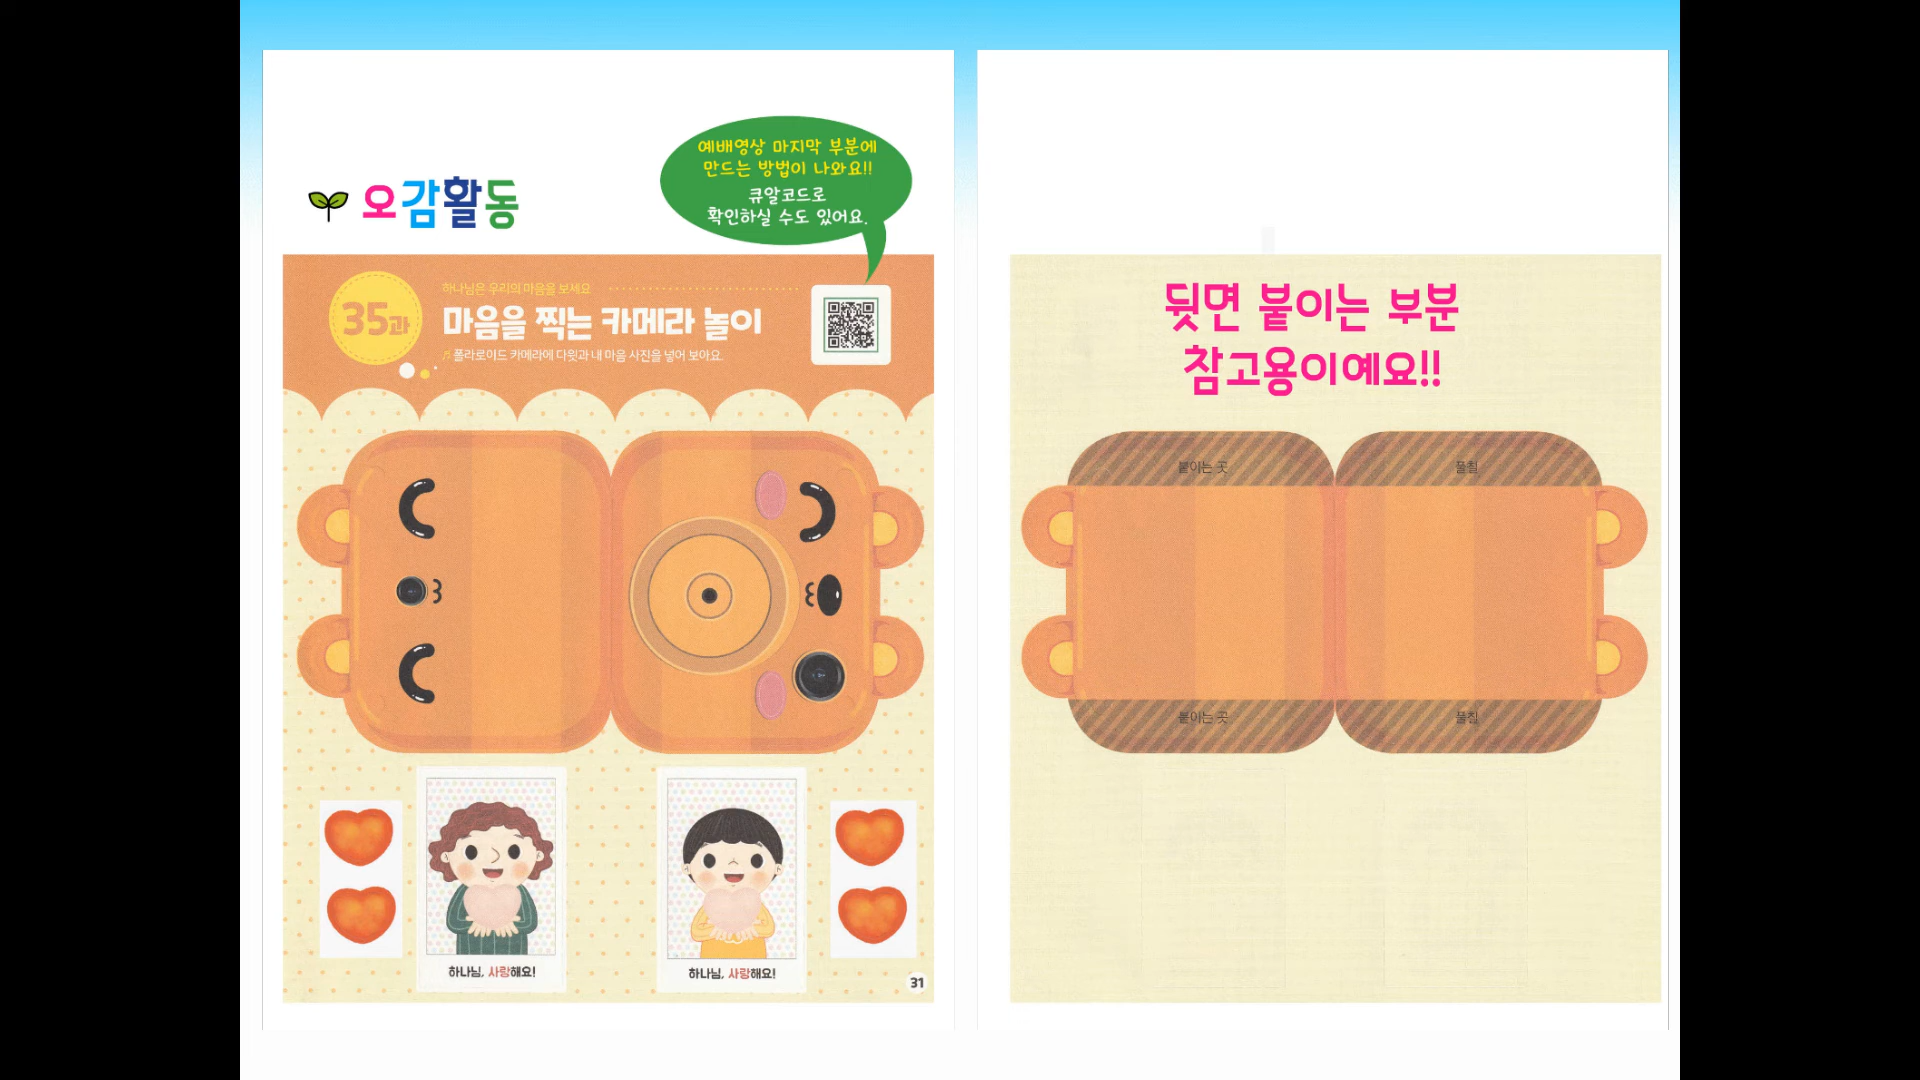 오감활동
예배영상 마지막 부분에
만드는 방법이 나와요!!
큐알코드로
확인하실 수도 있어요.
35과
하나님은 우리의 마음을 보세요
마음을 찍는 카메라 놀이
폴라로이드 카메라에 다윗과 내 마음 사진을 넣어 보아요.
하나님, 사랑해요!
하나님, 사랑해요!
31
뒷면 붙이는 부분
참고용이예요!!
붙이는 곳
풀칠
붙이는 곳
풀칠